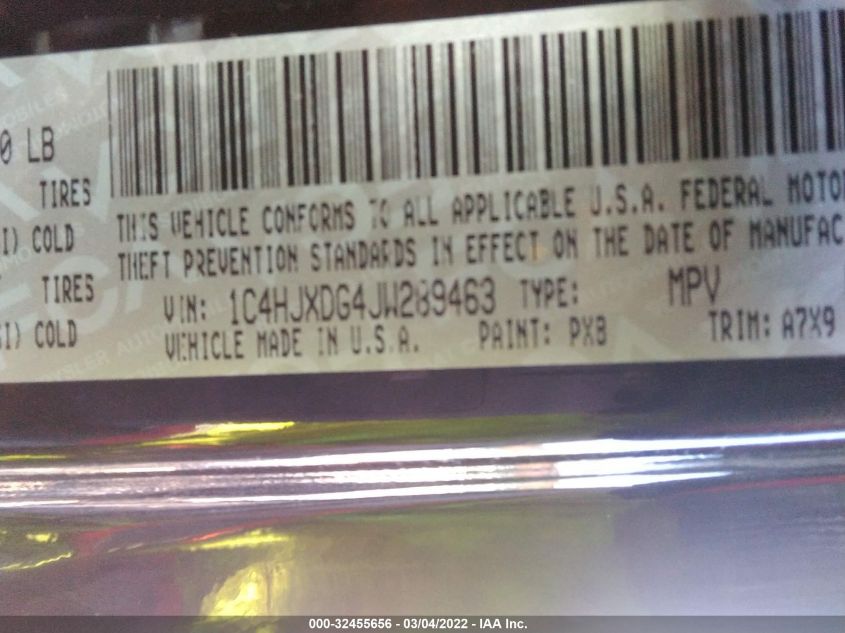 0 LB
TIRES
I) COLD
TIRES
SI) COLD
THIS VEHICLE CONFORMS TO ALL APPLICABLE U.S.A. FEDERAL MOTOR
THEFT PREVENTION STANDARDS IN EFFECT ON THE DATE OF MANUFAC
VIN: 1C4HJXDG4JW289463 TYPE: MPV
VEHICLE MADE IN U.S.A. PAINT: PX8 TRIM: A7X9
000-32455656 - 03/04/2022 - IAA Inc.